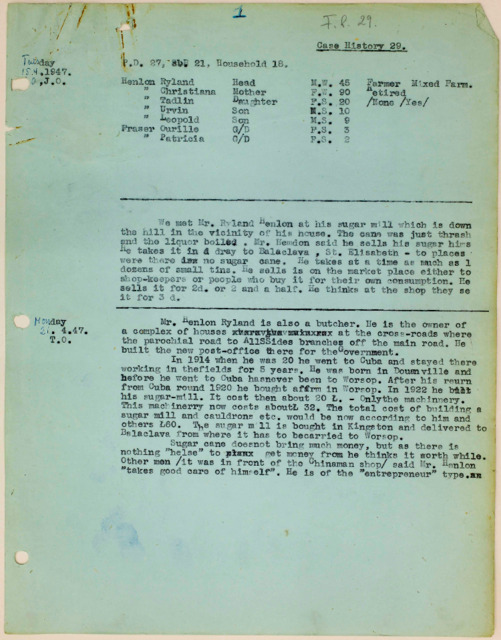 1
F.R. 29.
Case History 29.
Tuesday
15.4.1947.
J.O.
P.D. 27, 21, Household 18.
Henlon Ryland Head M.W. 45 Farmer Mixed Farm.
" Christiana Mother F.W. 90 Retired
" Tadlin Daughter F.S. 20 /None /Yes/
" Urvin Son M.S. 10
" Leopold Son M.S. 9
Fraser Ourille G/D F.S. 3
" Patricia G/D F.S. 2
We met Mr. Ryland Henlon at his sugar mill which is down
the hill in the vicinity of his house. The cane was just thrash
and the liquor boiled . Mr. Hewdon said he sells his sugar hims
He takes it in a dray to Balaclava , St. Elisabeth - to places
were there is no sugar cane. He takes at a time as much as 1
dozens of small tins. He sells is on the market place either to
shop-keepers or people who buy it for their own consumption. He
sells it for 2d. or 2 and a half. He thinks at the shop they se
it for 3 d.
Monday
21. 4.47.
T.O.
Mr. Henlon Ryland is also a butcher. He is the owner of
a complex of houses at the cross-roads where
the parochial road to AllSSides branches off the main road. He
built the new post-office there for theGovernment.
In 1914 when he was 20 he went to Cuba and stayed there
working in thefields for 5 years. He was born in Doumville and
before he went to Cuba hasnever been to Worsop. After his reurn
from Cuba round 1920 he bought affrm in Worsop. In 1922 he built
his sugar-mill. It cost then about 20 Ł. - Onlythe machinnery.
This machinerry now costs aboutŁ 32. The total cost of building a
sugar mill and cauldrons etc. would be now according to him and
others Ł60. The sugar mill is bought in Kingston and delivered to
Balaclava from where it has to becarried to Worsop.
Sugar cane doesnot bring much money, but as there is
nothing "helse" to get money from he thinks it worth while.
Other men /it was in front of the Chinaman shop/ said Mr. Henlon
"takes good care of himself". He is of the "entrepreneur" type.